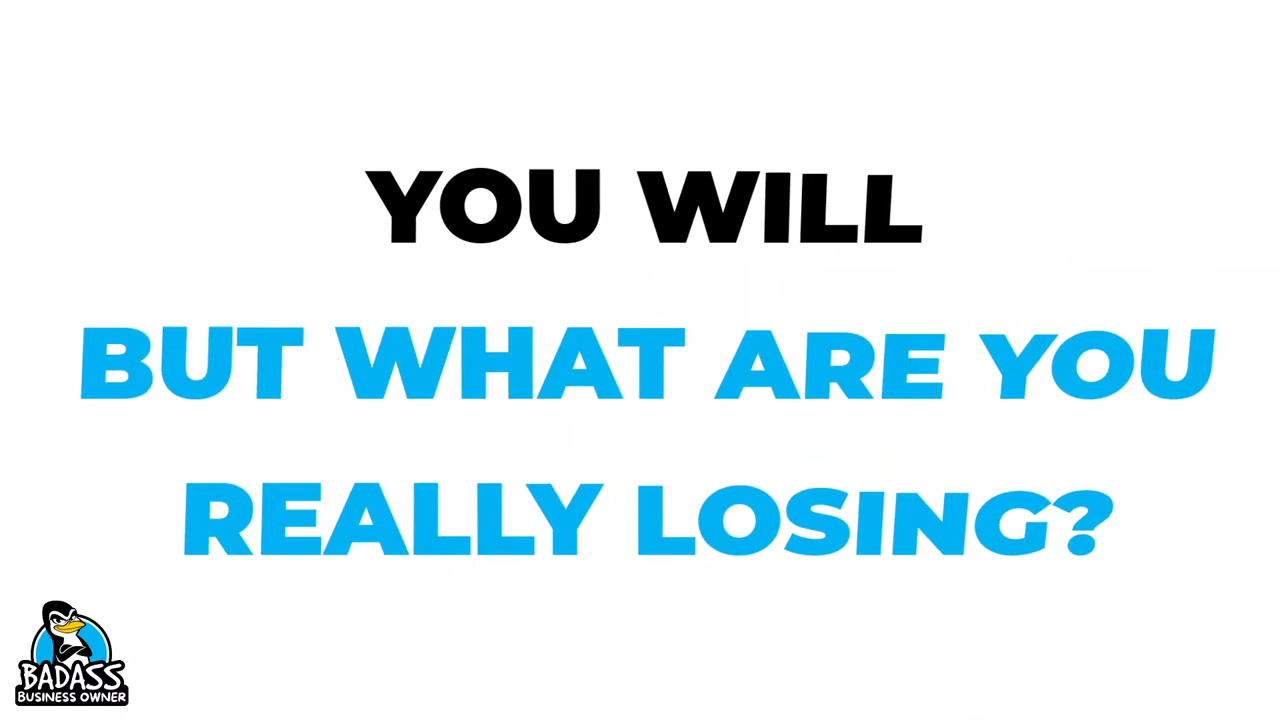 YOU WILL
BUT WHAT ARE YOU
REALLY LOSING?
BADASS
BUSINESS OWNER